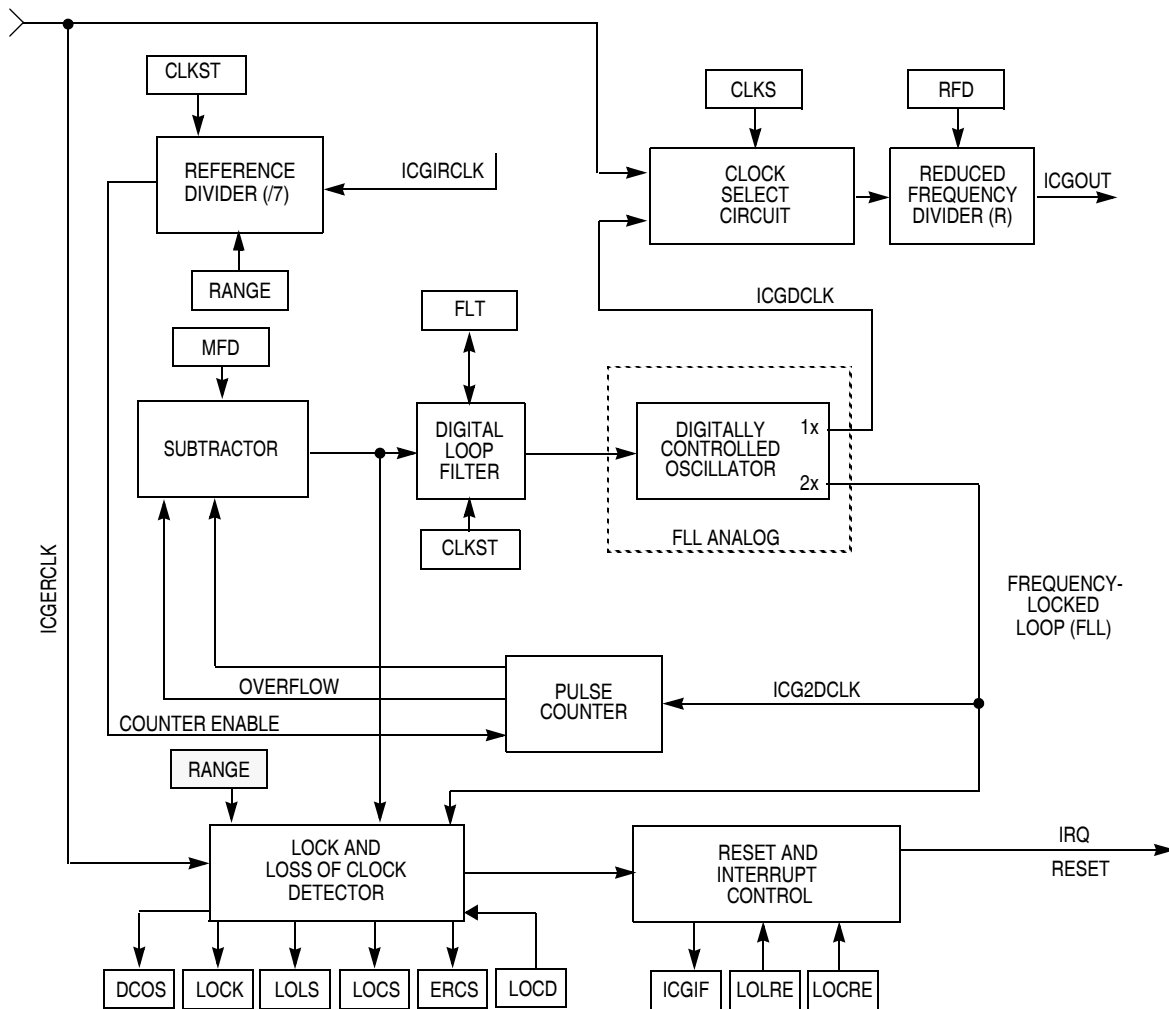 CLKST
CLKS
RFD
REFERENCE
DIVIDER (/7)
ICGIRCLK
CLOCK
SELECT
CIRCUIT
REDUCED
FREQUENCY
DIVIDER (R)
ICGOUT
RANGE
ICGDCLK
FLT
MFD
SUBTRACTOR
DIGITAL
LOOP
FILTER
DIGITALLY
CONTROLLED
OSCILLATOR
1x
2x
FLL ANALOG
CLKST
ICGERCLK
FREQUENCY-
LOCKED
LOOP (FLL)
OVERFLOW
PULSE
COUNTER
ICG2DCLK
COUNTER ENABLE
RANGE
LOCK AND
LOSS OF CLOCK
DETECTOR
RESET AND
INTERRUPT
CONTROL
IRQ
RESET
DCOS
LOCK
LOLS
LOCS
ERCS
LOCD
ICGIF
LOLRE
LOCRE